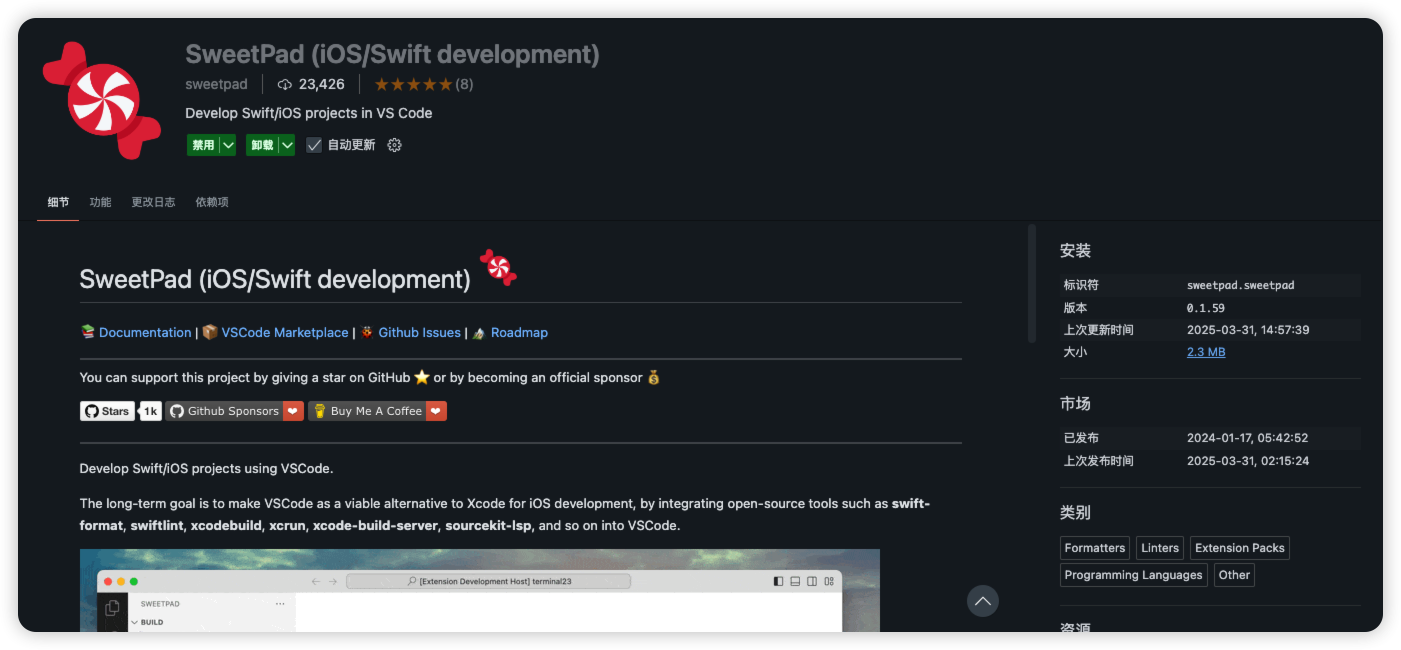 SweetPad (iOS/Swift development)
sweetpad 23,426 (8)
Develop Swift/iOS projects in VS Code
禁用 卸载 自动更新
细节 功能 更改日志 依赖项
SweetPad (iOS/Swift development)
Documentation | VSCode Marketplace | Github Issues | Roadmap
You can support this project by giving a star on GitHub ⭐ or by becoming an official sponsor 💰
Stars 1k Github Sponsors ❤ Buy Me A Coffee ❤
Develop Swift/iOS projects using VSCode.
The long-term goal is to make VSCode as a viable alternative to Xcode for iOS development, by integrating open-source tools such as swift-
format, swiftlint, xcodebuild, xcrun, xcode-build-server, sourcekit-lsp, and so on into VSCode.
[Extension Development Host] terminal23
SWEETPAD ...
BUILD
安装
标识符 sweetpad.sweetpad
版本 0.1.59
上次更新时间 2025-03-31, 14:57:39
大小 2.3 MB
市场
已发布 2024-01-17, 05:42:52
上次发布时间 2025-03-31, 02:15:24
类别
Formatters Linters Extension Packs
Programming Languages Other
资源